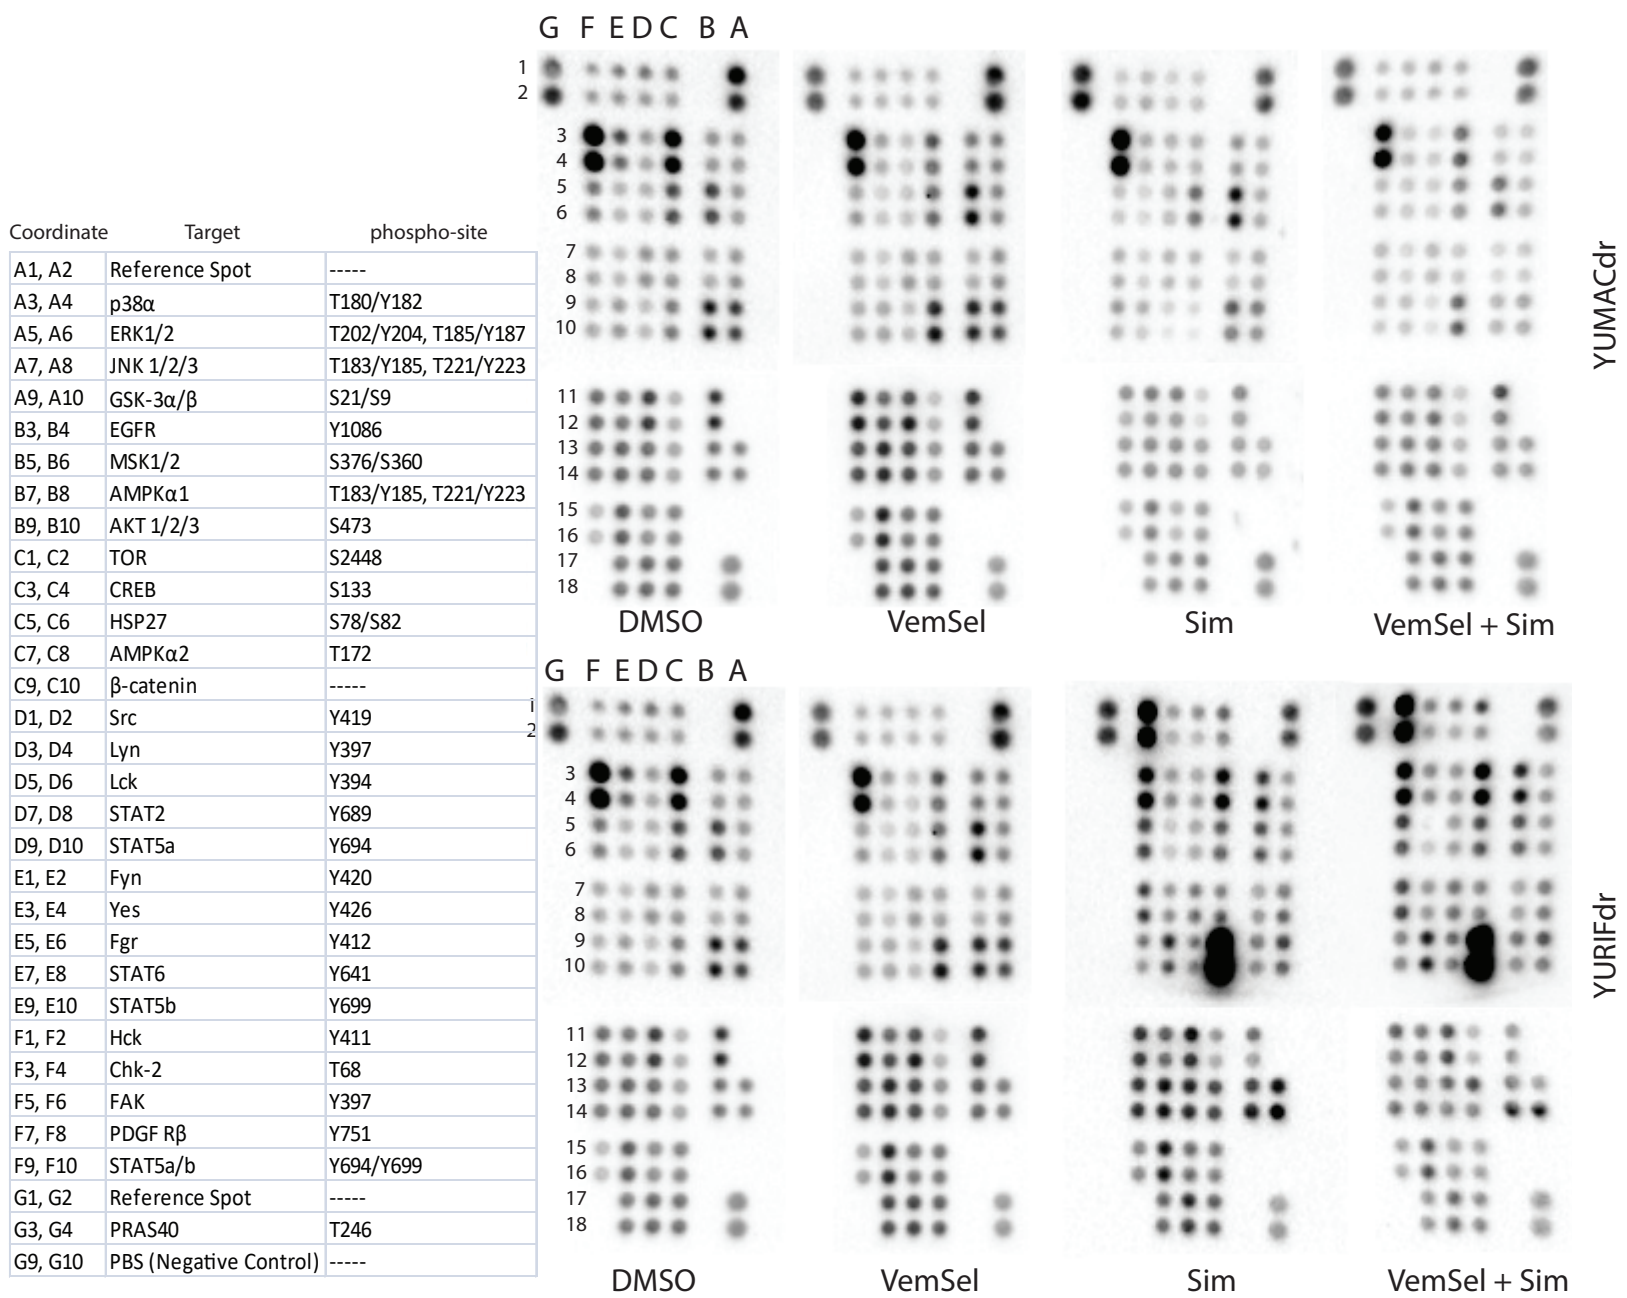 G F E D C B A
1
2
3
4
5
6
7
8
9
10
11
12
13
14
15
16
17
18
DMSO VemSel Sim VemSel + Sim
YUMACdr
Coordinate Target phospho-site
A1, A2 Reference Spot -----
A3, A4 p38α T180/Y182
A5, A6 ERK1/2 T202/Y204, T185/Y187
A7, A8 JNK 1/2/3 T183/Y185, T221/Y223
A9, A10 GSK-3α/β S21/S9
B3, B4 EGFR Y1086
B5, B6 MSK1/2 S376/S360
B7, B8 AMPKα1 T183/Y185, T221/Y223
B9, B10 AKT 1/2/3 S473
C1, C2 TOR S2448
C3, C4 CREB S133
C5, C6 HSP27 S78/S82
C7, C8 AMPKα2 T172
C9, C10 β-catenin -----
D1, D2 Src Y419
D3, D4 Lyn Y397
D5, D6 Lck Y394
D7, D8 STAT2 Y689
D9, D10 STAT5a Y694
E1, E2 Fyn Y420
E3, E4 Yes Y426
E5, E6 Fgr Y412
E7, E8 STAT6 Y641
E9, E10 STAT5b Y699
F1, F2 Hck Y411
F3, F4 Chk-2 T68
F5, F6 FAK Y397
F7, F8 PDGF Rβ Y751
F9, F10 STAT5a/b Y694/Y699
G1, G2 Reference Spot -----
G3, G4 PRAS40 T246
G9, G10 PBS (Negative Control) -----
G F E D C B A
2
3
4
5
6
7
8
9
10
11
12
13
14
15
16
17
18
DMSO VemSel Sim VemSel + Sim
YURIFdr